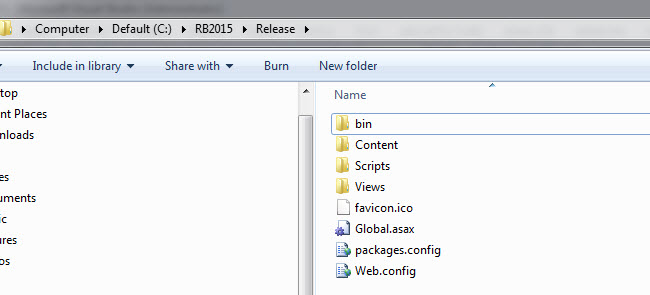 Computer Default (C:) RB2015 Release
Include in library Share with Burn New folder
top
nt Places
nloads
es
uments
ic
ures
os
Name
bin
Content
Scripts
Views
favicon.ico
Global.asax
packages.config
Web.config